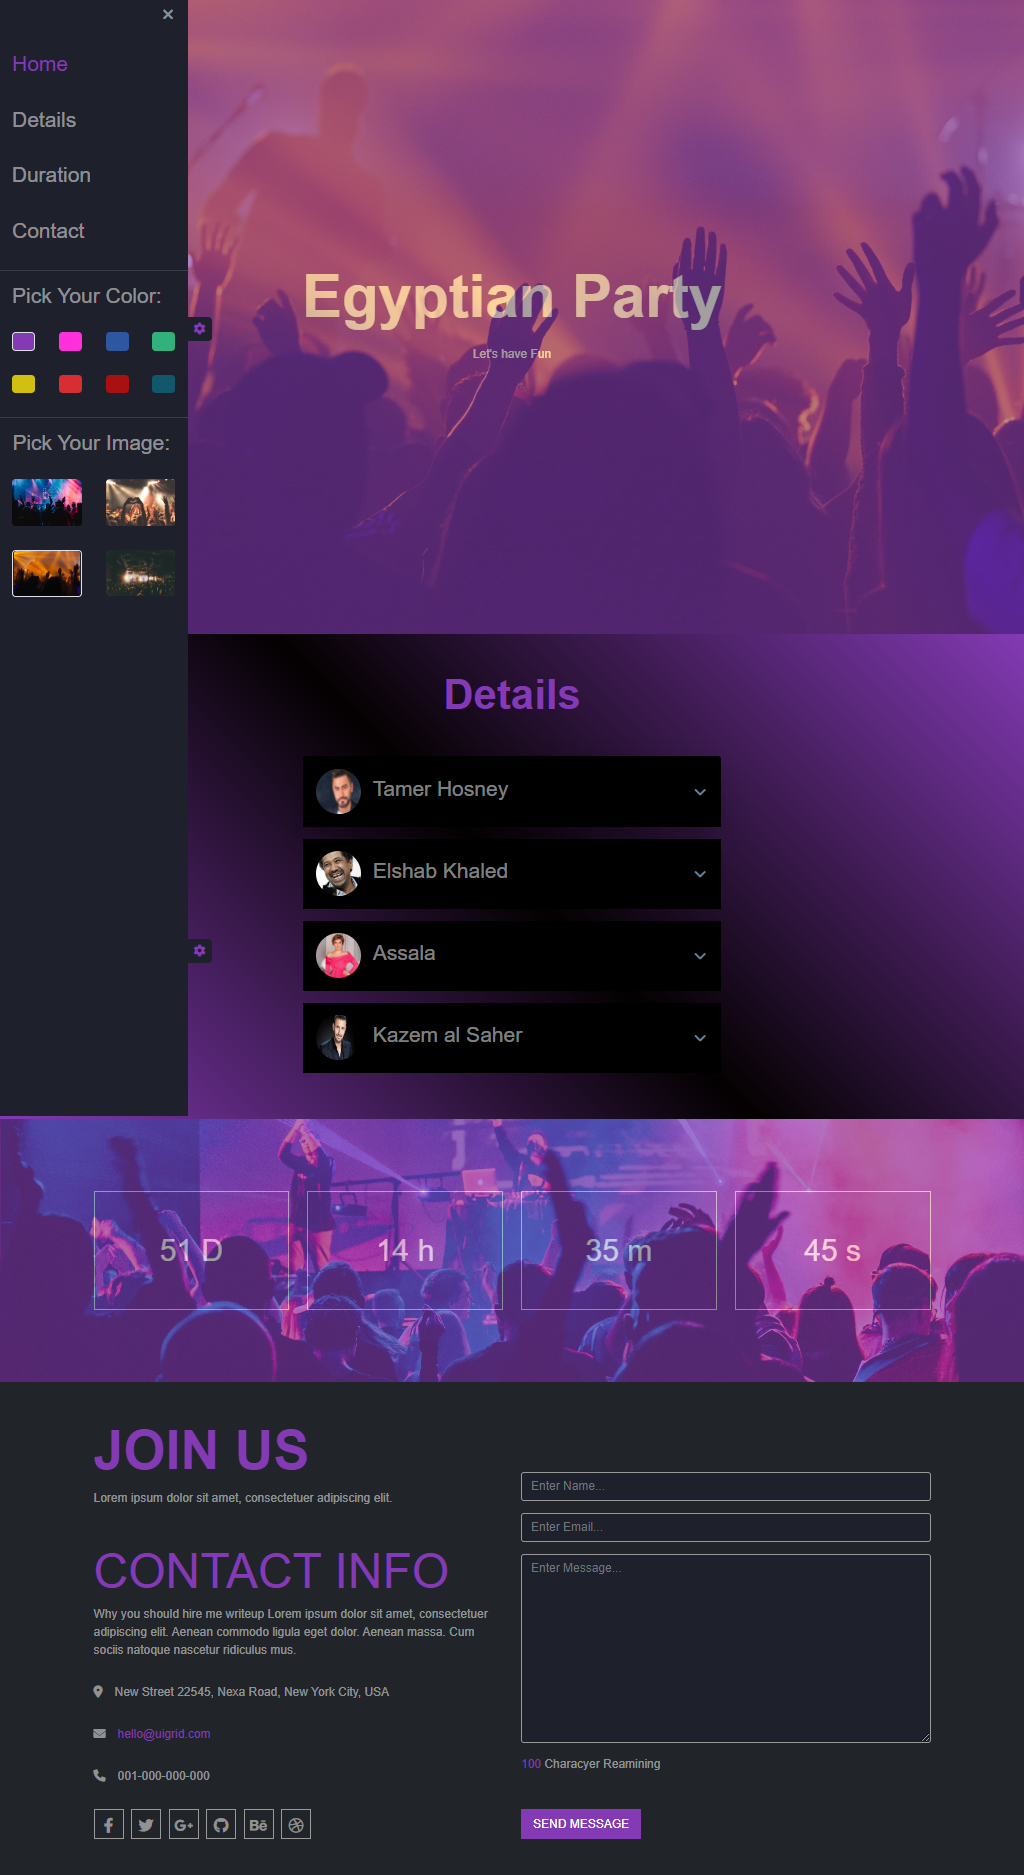 ×
Home
Details
Duration
Contact
Pick Your Color:
Pick Your Image:
Egyptian Party
Let's have Fun
Details
Tamer Hosney
Elshab Khaled
Assala
Kazem al Saher
51 D
14 h
35 m
45 s
JOIN US
Lorem ipsum dolor sit amet, consectetuer adipiscing elit.
CONTACT INFO
Why you should hire me writeup Lorem ipsum dolor sit amet, consectetuer
adipiscing elit. Aenean commodo ligula eget dolor. Aenean massa. Cum
sociis natoque nascetur ridiculus mus.
New Street 22545, Nexa Road, New York City, USA
hello@uigrid.com
001-000-000-000
Enter Name...
Enter Email...
Enter Message...
100 Characyer Reamining
SEND MESSAGE